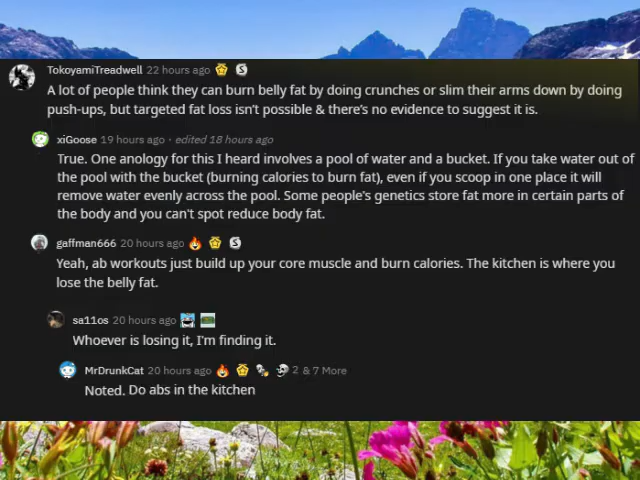 TokoyamiTreadwell 22 hours ago
A lot of people think they can burn belly fat by doing crunches or slim their arms down by doing
push-ups, but targeted fat loss isn't possible & there's no evidence to suggest it is.
xiGoose 19 hours ago · edited 18 hours ago
True. One anology for this I heard involves a pool of water and a bucket. If you take water out of
the pool with the bucket (burning calories to burn fat), even if you scoop in one place it will
remove water evenly across the pool. Some people's genetics store fat more in certain parts of
the body and you can't spot reduce body fat.
gaffman666 20 hours ago
Yeah, ab workouts just build up your core muscle and burn calories. The kitchen is where you
lose the belly fat.
sa11os 20 hours ago
Whoever is losing it, I'm finding it.
MrDrunkCat 20 hours ago 2 & 7 More
Noted. Do abs in the kitchen